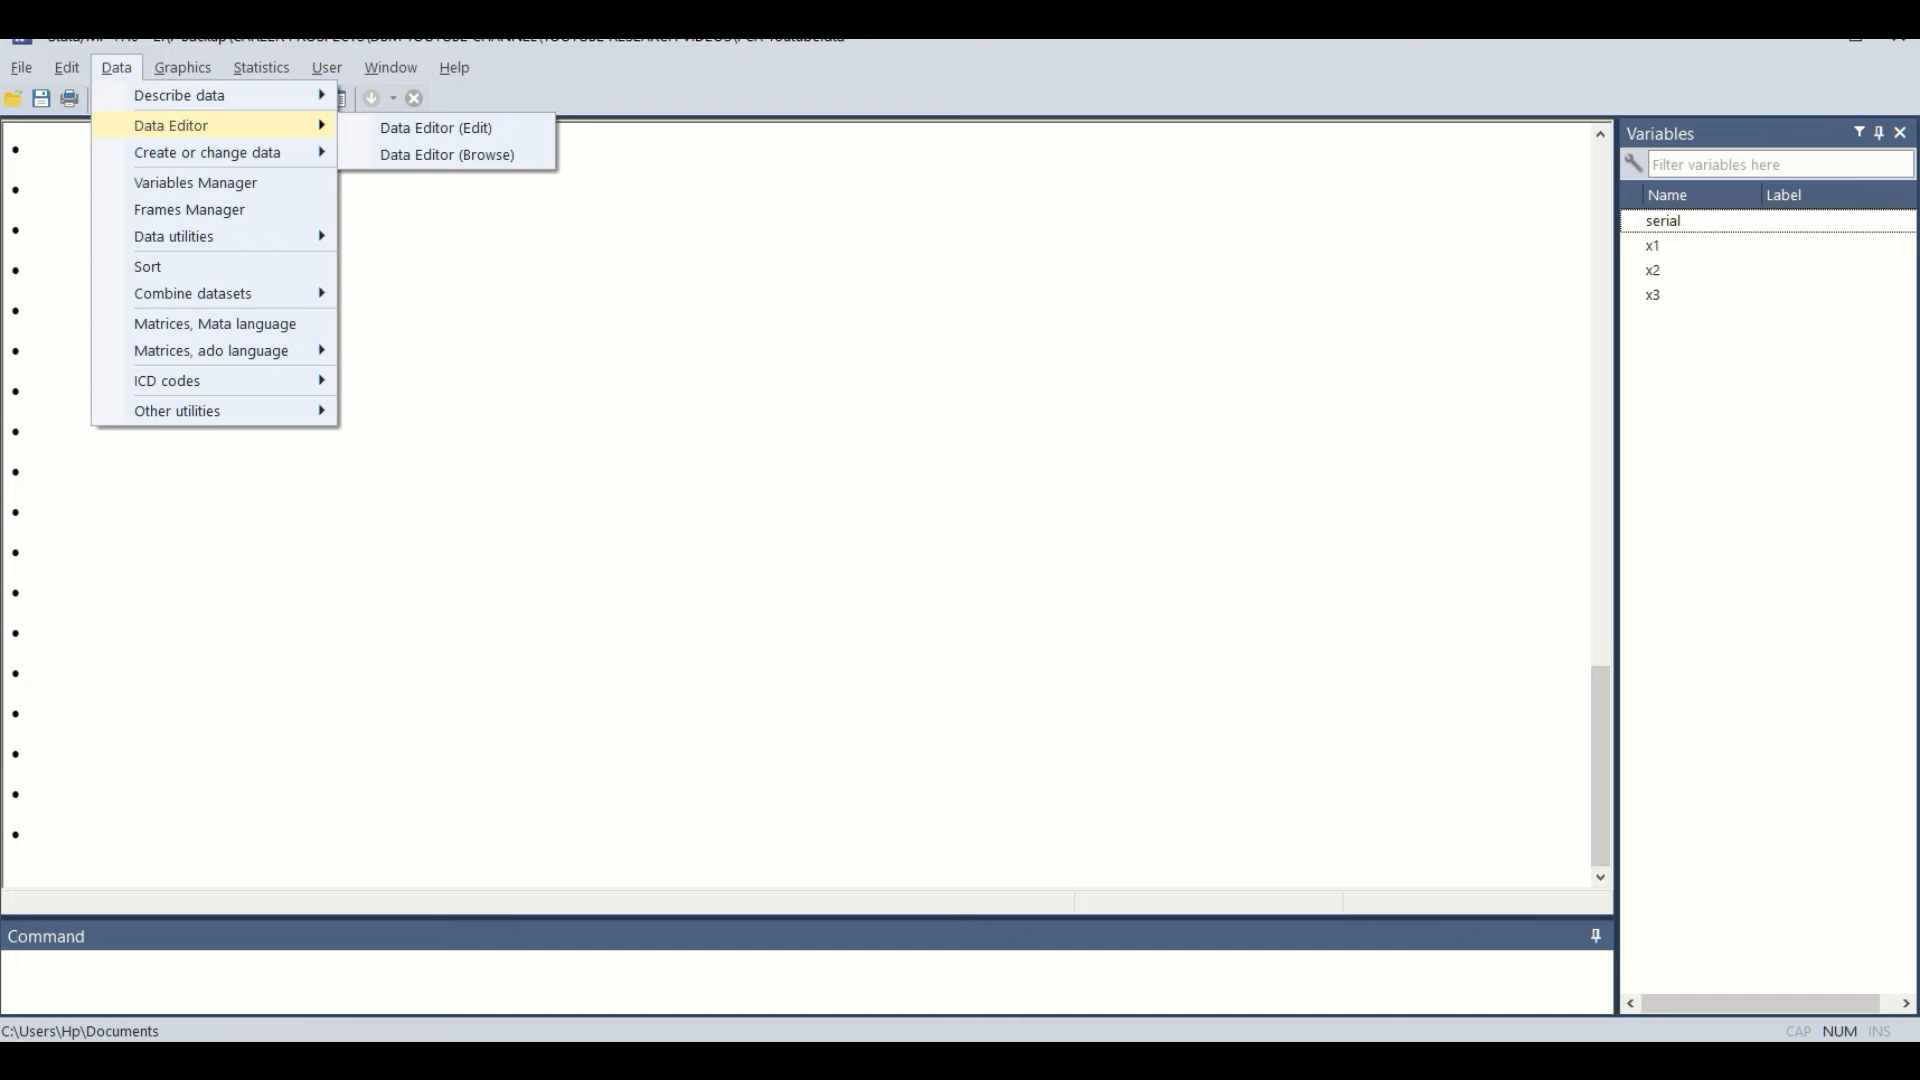 File Edit Data Graphics Statistics User Window Help
Describe data
Data Editor
Create or change data
Variables Manager
Frames Manager
Data utilities
Sort
Combine datasets
Matrices, Mata language
Matrices, ado language
ICD codes
Other utilities
Data Editor (Edit)
Data Editor (Browse)
Variables
Filter variables here
Name Label
serial
x1
x2
x3
Command
C:\Users\Hp\Documents
CAP NUM INS